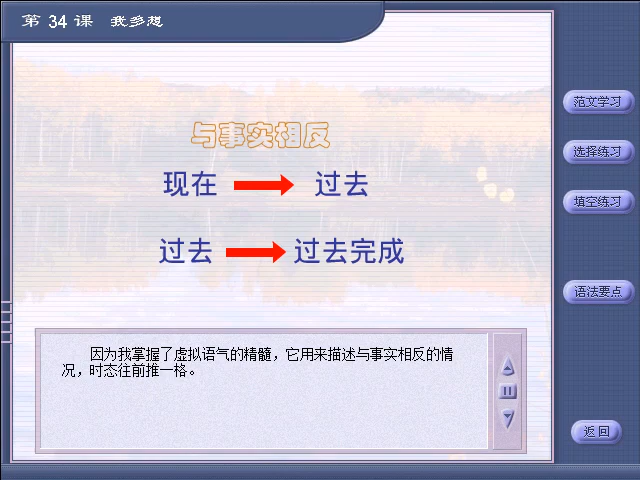 第 34 课 我多想
与事实相反
现在 过去
过去 过去完成
因为我掌握了虚拟语气的精髓，它用来描述与事实相反的情
况，时态往前推一格。
范文学习
选择练习
填空练习
语法要点
返回